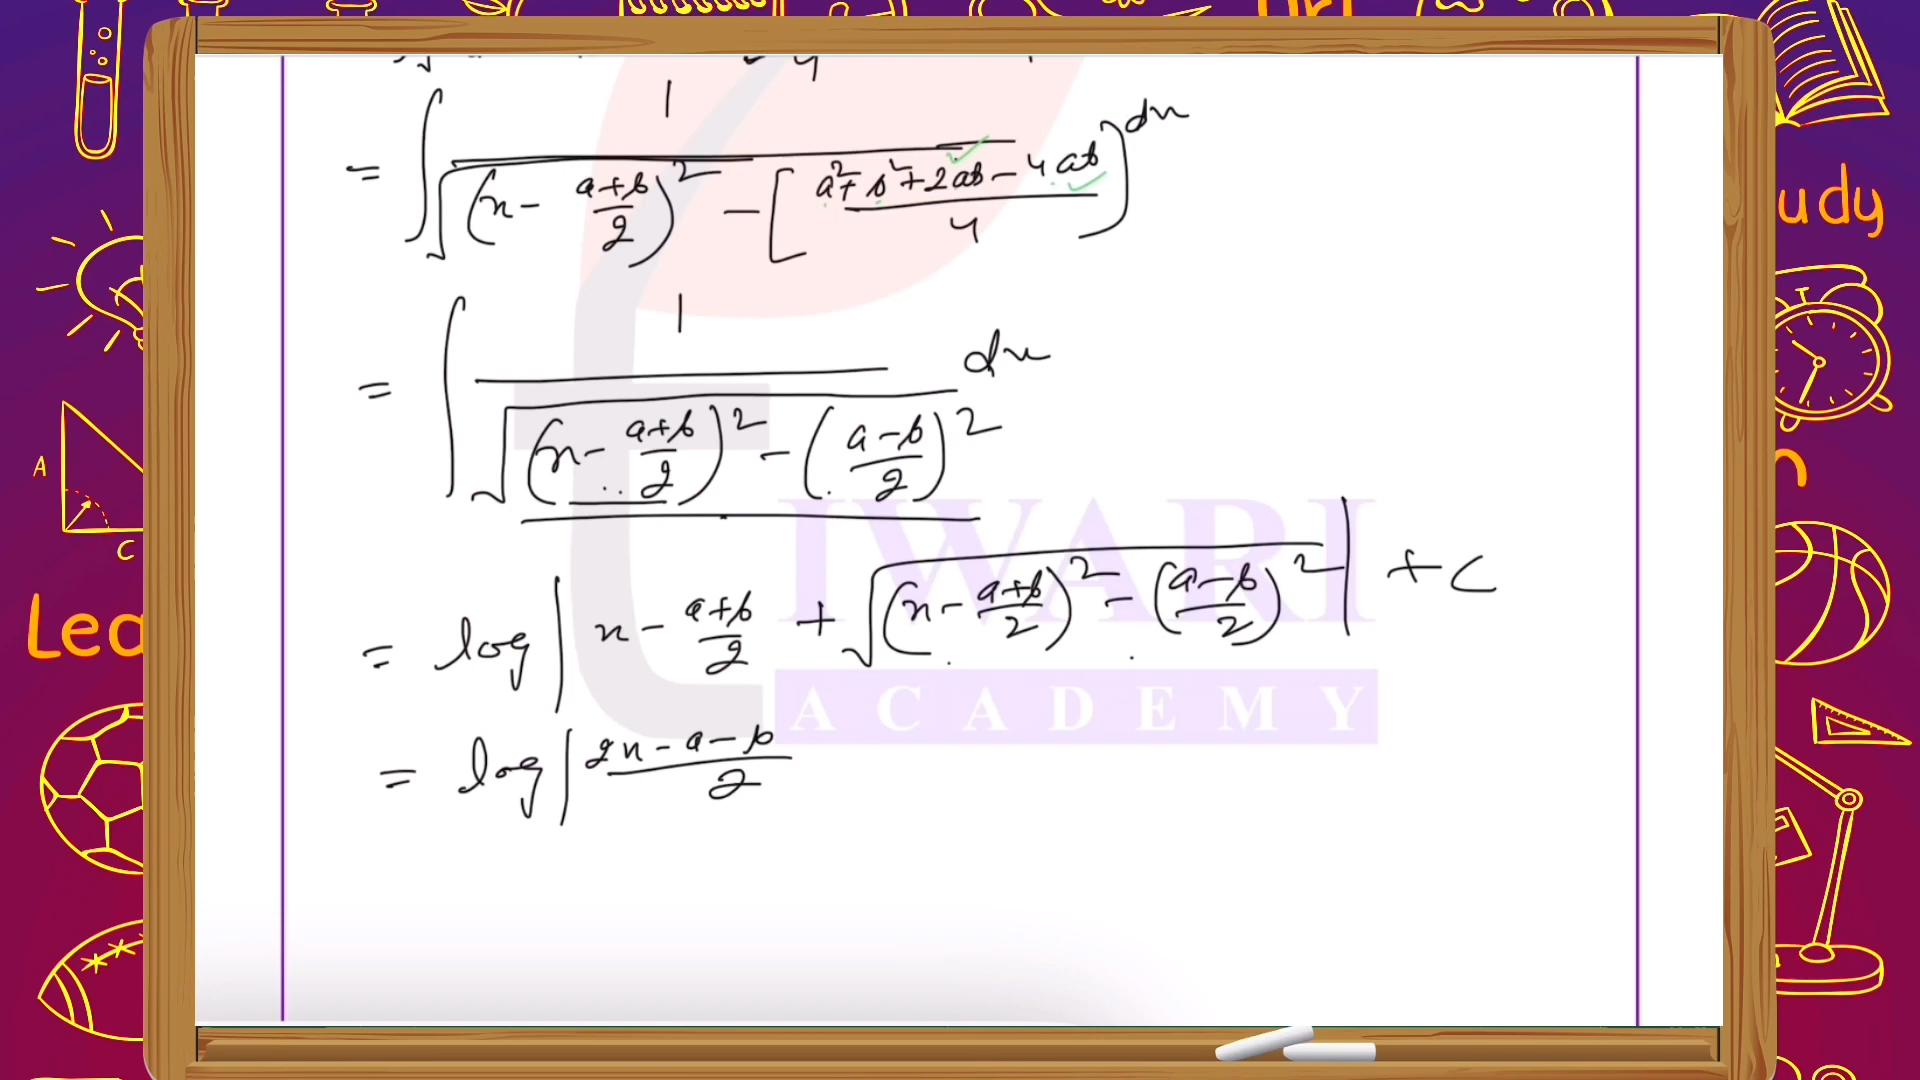 = ∫ 1 / √((x - (a+b)/2)² - [(a²+b²+2ab-4ab)/4]) dx
= ∫ 1 / √((x - (a+b)/2)² - ((a-b)/2)²) dx
= log | x - (a+b)/2 + √((x - (a+b)/2)² - ((a-b)/2)²) | + c
= log | (2x-a-b)/2
IWARI
ACADEMY
A
C
Lea
udy
n